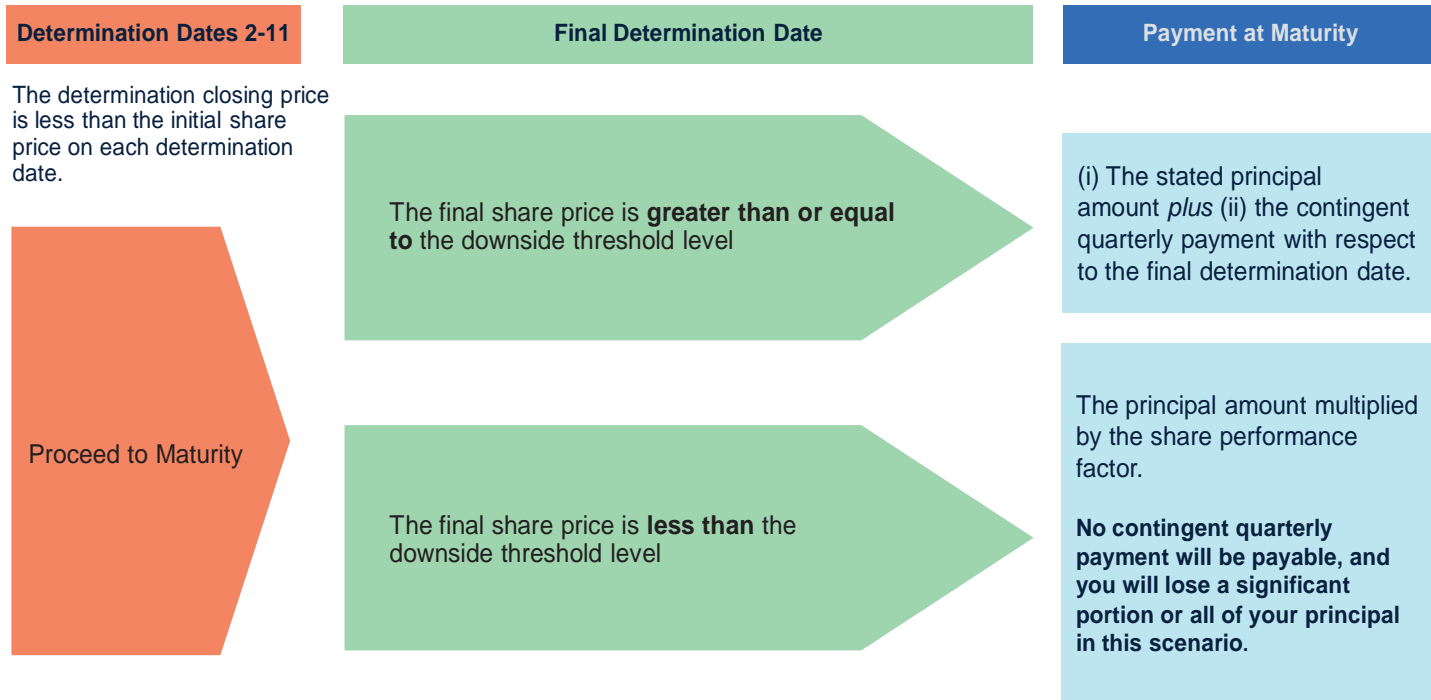 Determination Dates 2-11
Final Determination Date
Payment at Maturity
The determination closing price
is less than the initial share
price on each determination
date.
Proceed to Maturity
The final share price is greater than or equal
to the downside threshold level
(i) The stated principal
amount plus (ii) the contingent
quarterly payment with respect
to the final determination date.
The final share price is less than the
downside threshold level
The principal amount multiplied
by the share performance
factor.
No contingent quarterly
payment will be payable, and
you will lose a significant
portion or all of your principal
in this scenario.